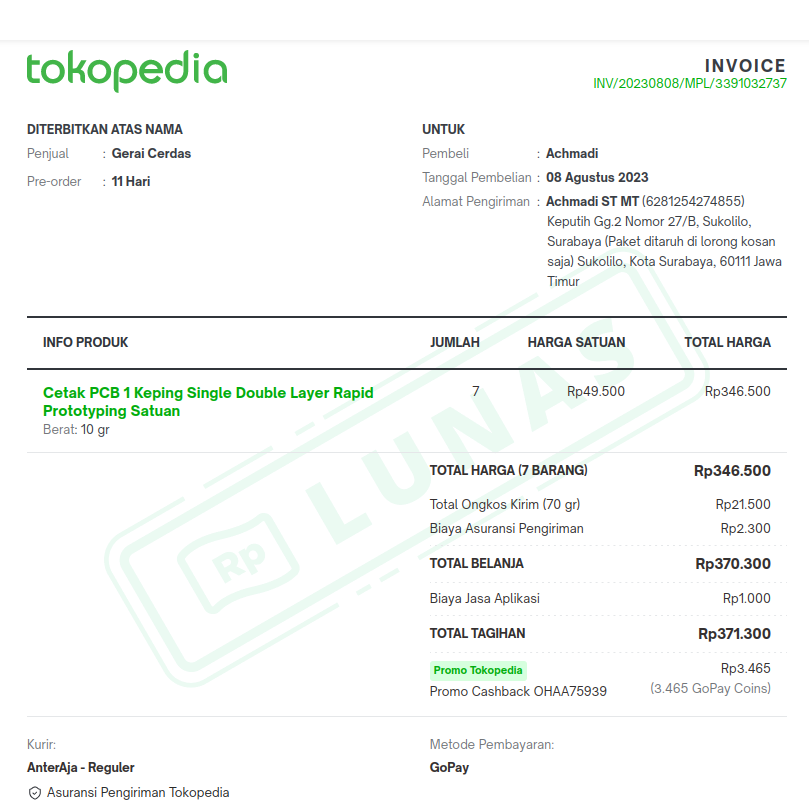 tokopedia
INVOICE
INV/20230808/MPL/3391032737
DITERBITKAN ATAS NAMA
Penjual : Gerai Cerdas
Pre-order : 11 Hari
UNTUK
Pembeli : Achmadi
Tanggal Pembelian : 08 Agustus 2023
Alamat Pengiriman : Achmadi ST MT (6281254274855)
Keputih Gg.2 Nomor 27/B, Sukolilo,
Surabaya (Paket ditaruh di lorong kosan
saja) Sukolilo, Kota Surabaya, 60111 Jawa
Timur
INFO PRODUK JUMLAH HARGA SATUAN TOTAL HARGA
Cetak PCB 1 Keping Single Double Layer Rapid 7 Rp49.500 Rp346.500
Prototyping Satuan
Berat: 10 gr
Rp LUNAS
TOTAL HARGA (7 BARANG) Rp346.500
Total Ongkos Kirim (70 gr) Rp21.500
Biaya Asuransi Pengiriman Rp2.300
TOTAL BELANJA Rp370.300
Biaya Jasa Aplikasi Rp1.000
TOTAL TAGIHAN Rp371.300
Promo Tokopedia Rp3.465
Promo Cashback OHAA75939 (3.465 GoPay Coins)
Kurir:
AnterAja - Reguler
Asuransi Pengiriman Tokopedia
Metode Pembayaran:
GoPay